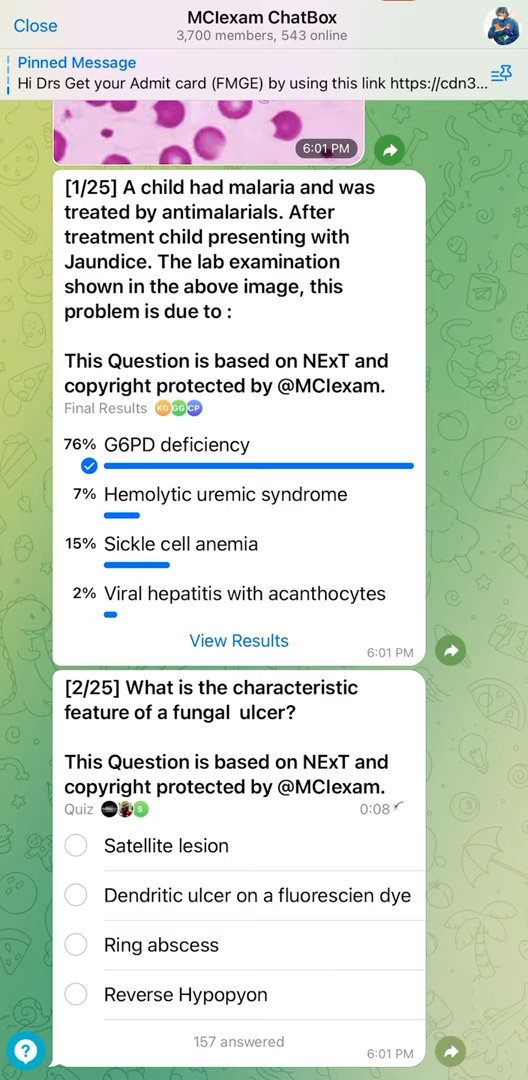 Close
MCIexam ChatBox
3,700 members, 543 online
Pinned Message
Hi Drs Get your Admit card (FMGE) by using this link https://cdn3...
6:01 PM
[1/25] A child had malaria and was
treated by antimalarials. After
treatment child presenting with
Jaundice. The lab examination
shown in the above image, this
problem is due to :
This Question is based on NExT and
copyright protected by @MCIexam.
Final Results KG GG CP
76% G6PD deficiency
7% Hemolytic uremic syndrome
15% Sickle cell anemia
2% Viral hepatitis with acanthocytes
View Results
6:01 PM
[2/25] What is the characteristic
feature of a fungal  ulcer?
This Question is based on NExT and
copyright protected by @MCIexam.
Quiz S 0:08
Satellite lesion
Dendritic ulcer on a fluorescien dye
Ring abscess
Reverse Hypopyon
157 answered
6:01 PM
?